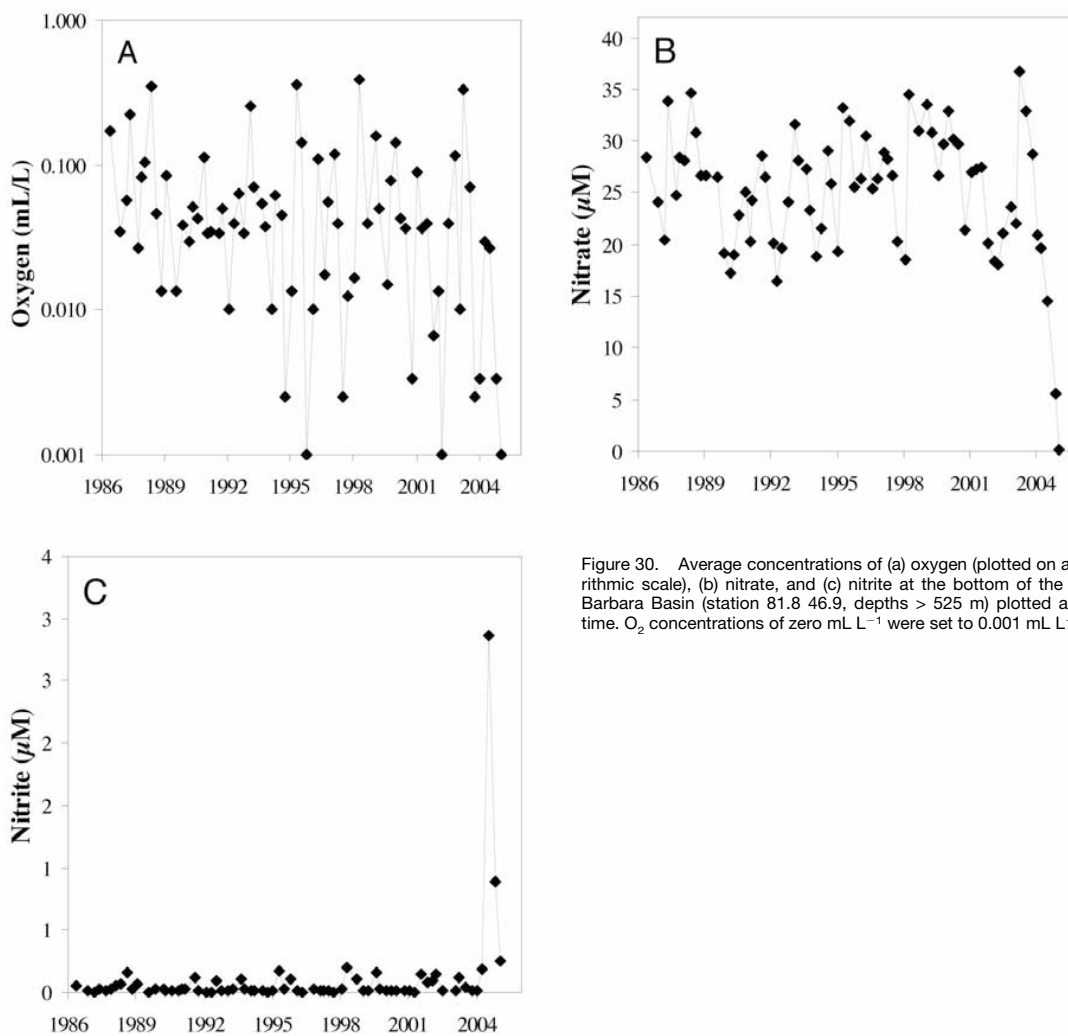 A
Oxygen (mL/L)
1.000
0.100
0.010
0.001
1986 1989 1992 1995 1998 2001 2004
B
Nitrate (µM)
40
35
30
25
20
15
10
5
0
1986 1989 1992 1995 1998 2001 2004
C
Nitrite (µM)
4
3
3
2
2
1
1
0
1986 1989 1992 1995 1998 2001 2004
Figure 30. Average concentrations of (a) oxygen (plotted on a
rithmic scale), (b) nitrate, and (c) nitrite at the bottom of the
Barbara Basin (station 81.8 46.9, depths > 525 m) plotted a
time. O₂ concentrations of zero mL L⁻¹ were set to 0.001 mL L⁻